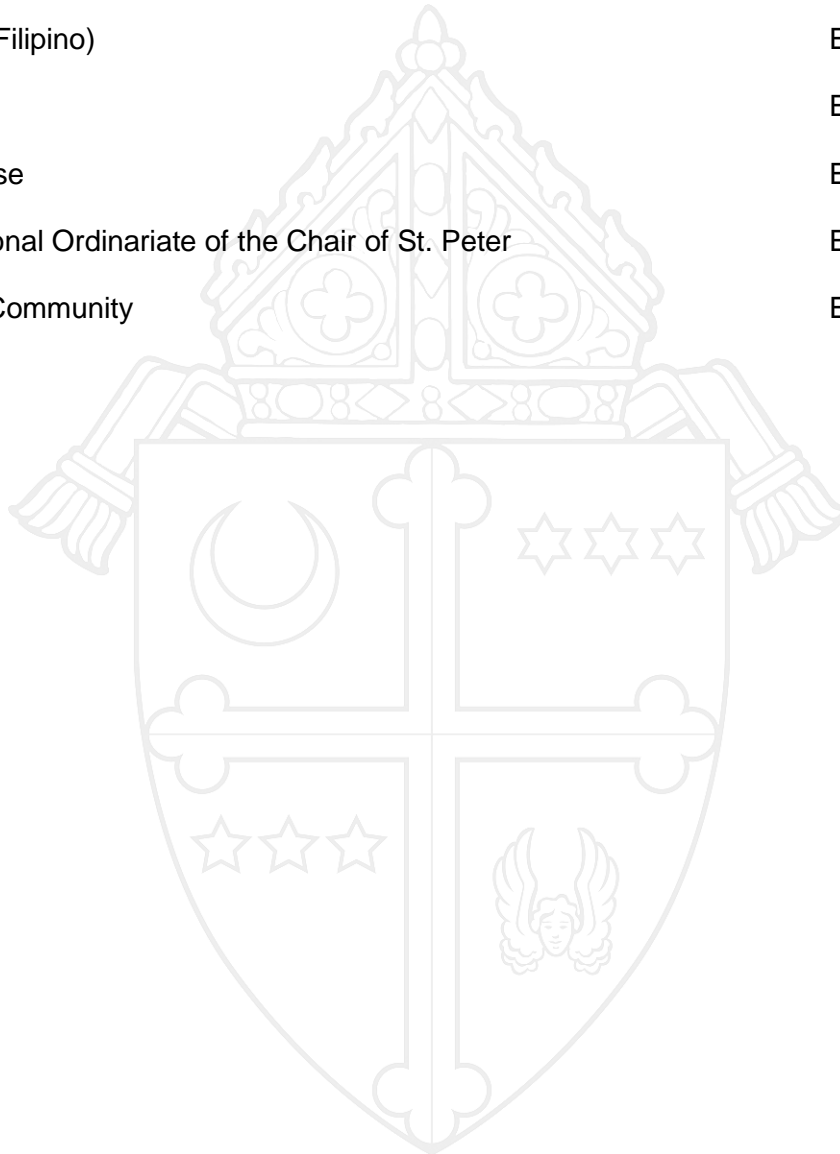 Filipino) E
E
se E
onal Ordinariate of the Chair of St. Peter E
Community E